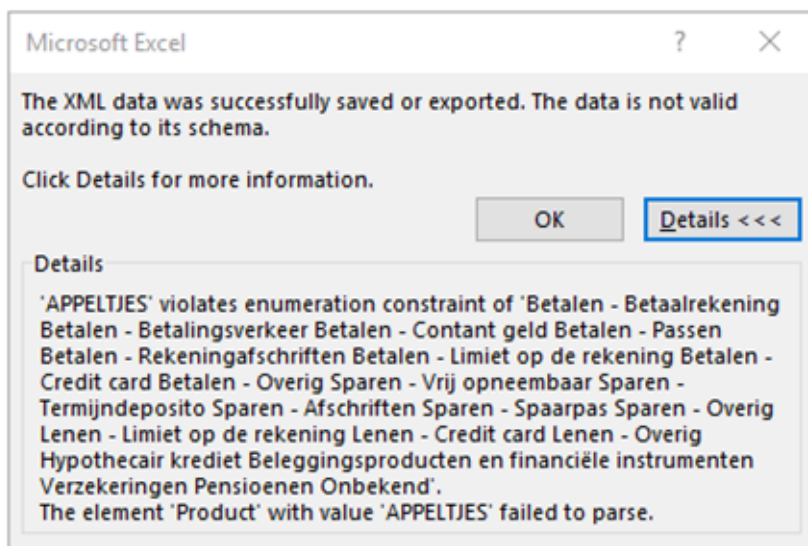 Microsoft Excel
?
The XML data was successfully saved or exported. The data is not valid
according to its schema.
Click Details for more information.
OK
Details <<<
Details
'APPELTJES' violates enumeration constraint of 'Betalen - Betaalrekening
Betalen - Betalingsverkeer Betalen - Contant geld Betalen - Passen
Betalen - Rekeningafschriften Betalen - Limiet op de rekening Betalen -
Credit card Betalen - Overig Sparen - Vrij opneembaar Sparen -
Termijndeposito Sparen - Afschriften Sparen - Spaarpas Sparen - Overig
Lenen - Limiet op de rekening Lenen - Credit card Lenen - Overig
Hypothecair krediet Beleggingsproducten en financiële instrumenten
Verzekeringen Pensioenen Onbekend'.
The element 'Product' with value 'APPELTJES' failed to parse.